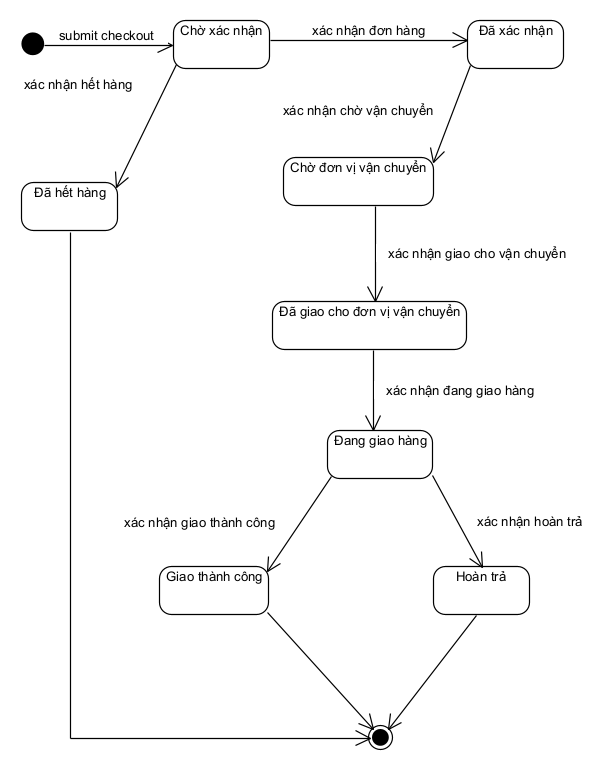 submit checkout
Chờ xác nhận
xác nhận đơn hàng
Đã xác nhận
xác nhận hết hàng
xác nhận chờ vận chuyển
Chờ đơn vị vận chuyển
Đã hết hàng
xác nhận giao cho vận chuyển
Đã giao cho đơn vị vận chuyển
xác nhận đang giao hàng
Đang giao hàng
xác nhận giao thành công
xác nhận hoàn trả
Giao thành công
Hoàn trả